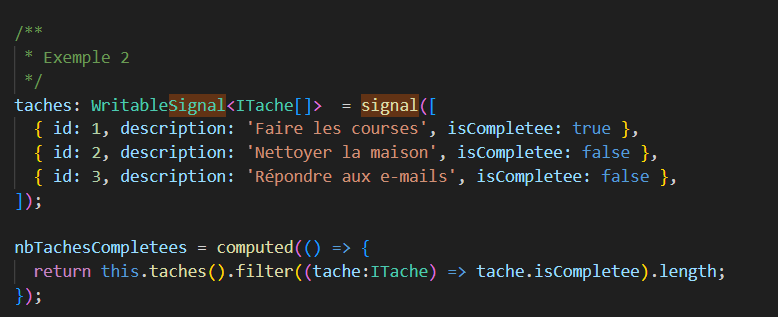 /**
 * Exemple 2
 */
taches: WritableSignal<ITache[]>  = signal([
  { id: 1, description: 'Faire les courses', isCompletee: true },
  { id: 2, description: 'Nettoyer la maison', isCompletee: false },
  { id: 3, description: 'Répondre aux e-mails', isCompletee: false },
]);
nbTachesCompletees = computed(() => {
  return this.taches().filter((tache:ITache) => tache.isCompletee).length;
});